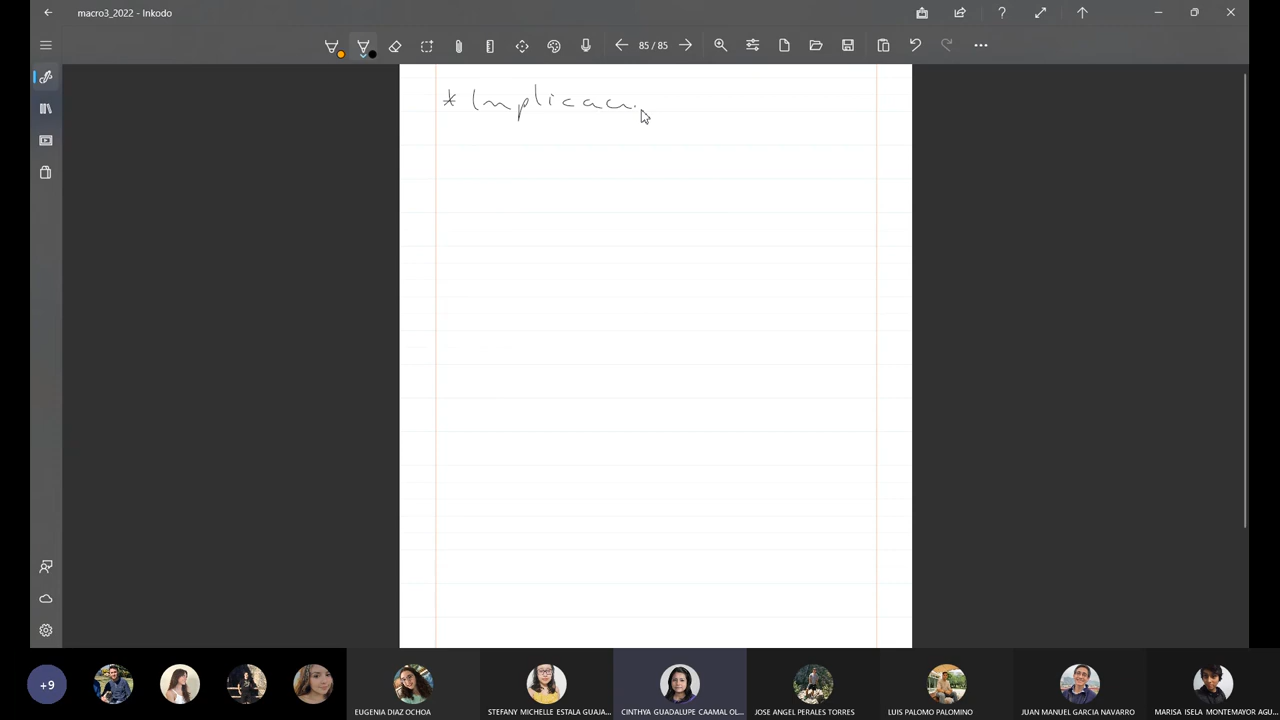 macro3_2022 - Inkodo
85 / 85
* Implicaci
+9
EUGENIA DIAZ OCHOA
STEFANY MICHELLE ESTALA GUAJA...
CINTHYA GUADALUPE CAAMAL OL...
JOSE ANGEL PERALES TORRES
LUIS PALOMO PALOMINO
JUAN MANUEL GARCIA NAVARRO
MARISA ISELA MONTEMAYOR AGU...